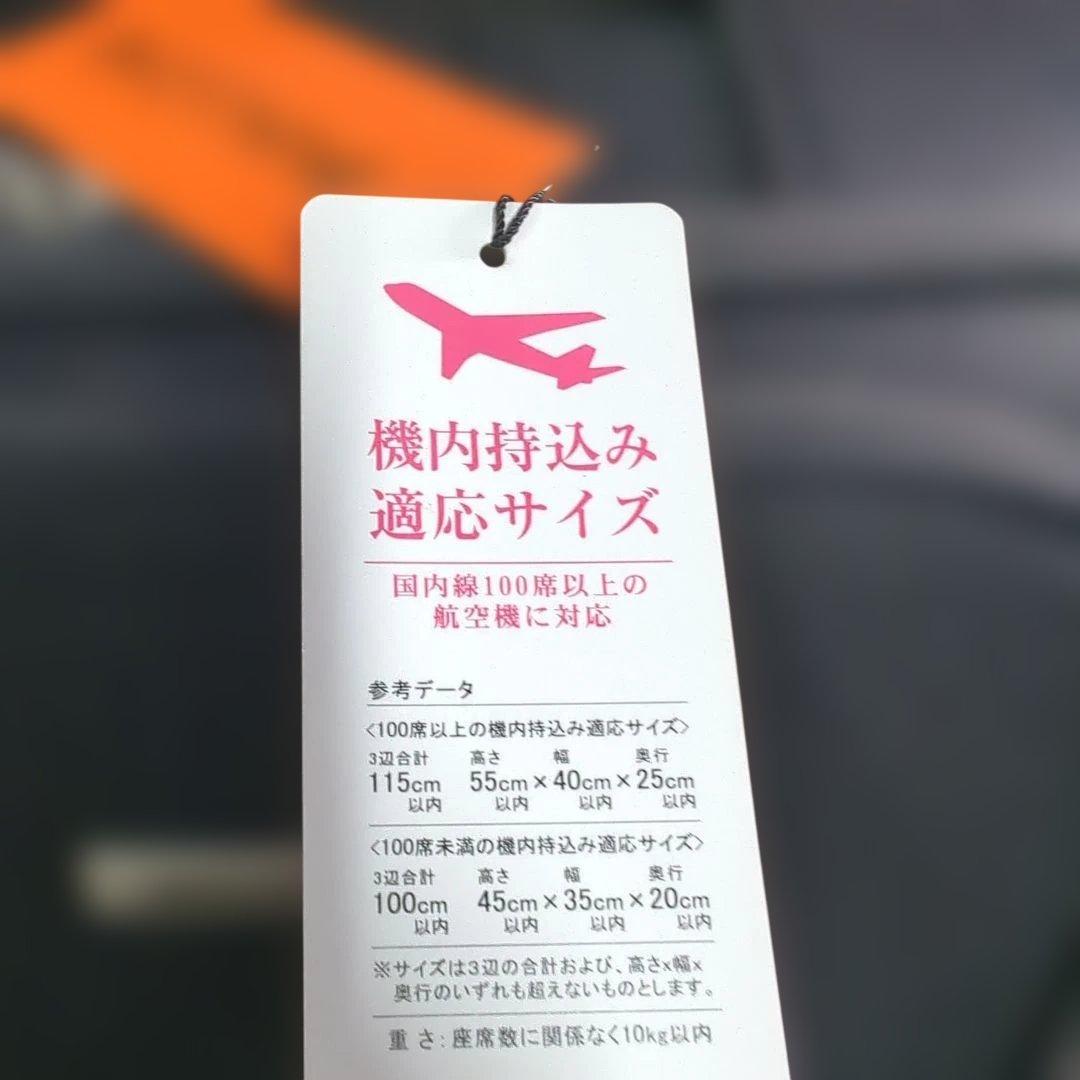 機内持込み
適応サイズ
国内線100席以上の
航空機に対応
参考データ
<100席以上の機内持込み適応サイズ>
3辺合計 高さ 幅 奥行
115cm 55cm×40cm×25cm
以内 以内 以内 以内
<100席未満の機内持込み適応サイズ>
3辺合計 高さ 幅 奥行
100cm 45cm×35cm×20cm
以内 以内 以内 以内
※サイズは3辺の合計および、高さx幅x
奥行のいずれも超えないものとします。
重さ:座席数に関係なく10kg以内